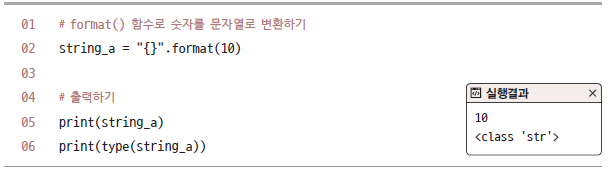 01 # format() 함수로 숫자를 문자열로 변환하기
02 string_a = "{}".format(10)
03
04 # 출력하기
05 print(string_a)
06 print(type(string_a))
실행결과
10
<class 'str'>